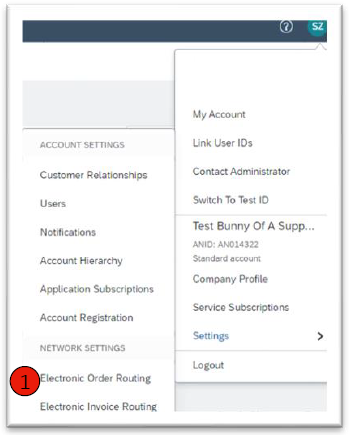 SZ
My Account
Link User IDs
Contact Administrator
Switch To Test ID
Test Bunny Of A Supp...
ANID: AN014322
Standard account
Company Profile
Service Subscriptions
Settings
Logout
ACCOUNT SETTINGS
Customer Relationships
Users
Notifications
Account Hierarchy
Application Subscriptions
Account Registration
NETWORK SETTINGS
1 Electronic Order Routing
Electronic Invoice Routing